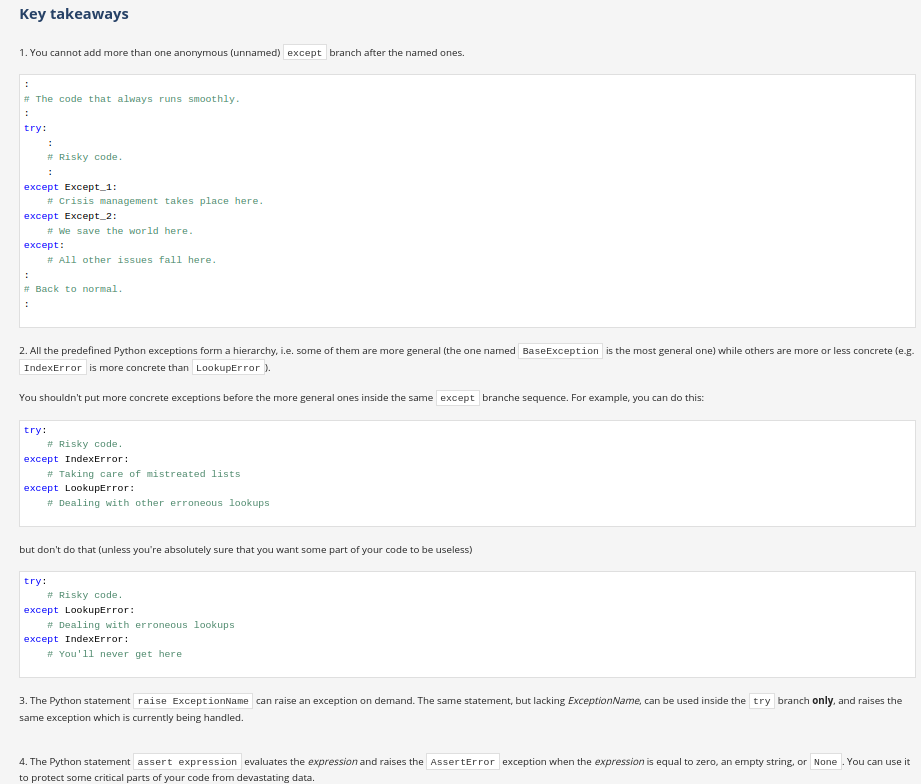 Key takeaways
1. You cannot add more than one anonymous (unnamed) except branch after the named ones.
:
# The code that always runs smoothly.
:
try:
    :
    # Risky code.
    :
except Except_1:
    # Crisis management takes place here.
except Except_2:
    # We save the world here.
except:
    # All other issues fall here.
:
# Back to normal.
:
2. All the predefined Python exceptions form a hierarchy, i.e. some of them are more general (the one named BaseException is the most general one) while others are more or less concrete (e.g.
IndexError is more concrete than LookupError ).
You shouldn't put more concrete exceptions before the more general ones inside the same except branche sequence. For example, you can do this:
try:
    # Risky code.
except IndexError:
    # Taking care of mistreated lists
except LookupError:
    # Dealing with other erroneous lookups
but don't do that (unless you're absolutely sure that you want some part of your code to be useless)
try:
    # Risky code.
except LookupError:
    # Dealing with erroneous lookups
except IndexError:
    # You'll never get here
3. The Python statement raise ExceptionName can raise an exception on demand. The same statement, but lacking ExceptionName, can be used inside the try branch only, and raises the
same exception which is currently being handled.
4. The Python statement assert expression evaluates the expression and raises the AssertError exception when the expression is equal to zero, an empty string, or None . You can use it
to protect some critical parts of your code from devastating data.